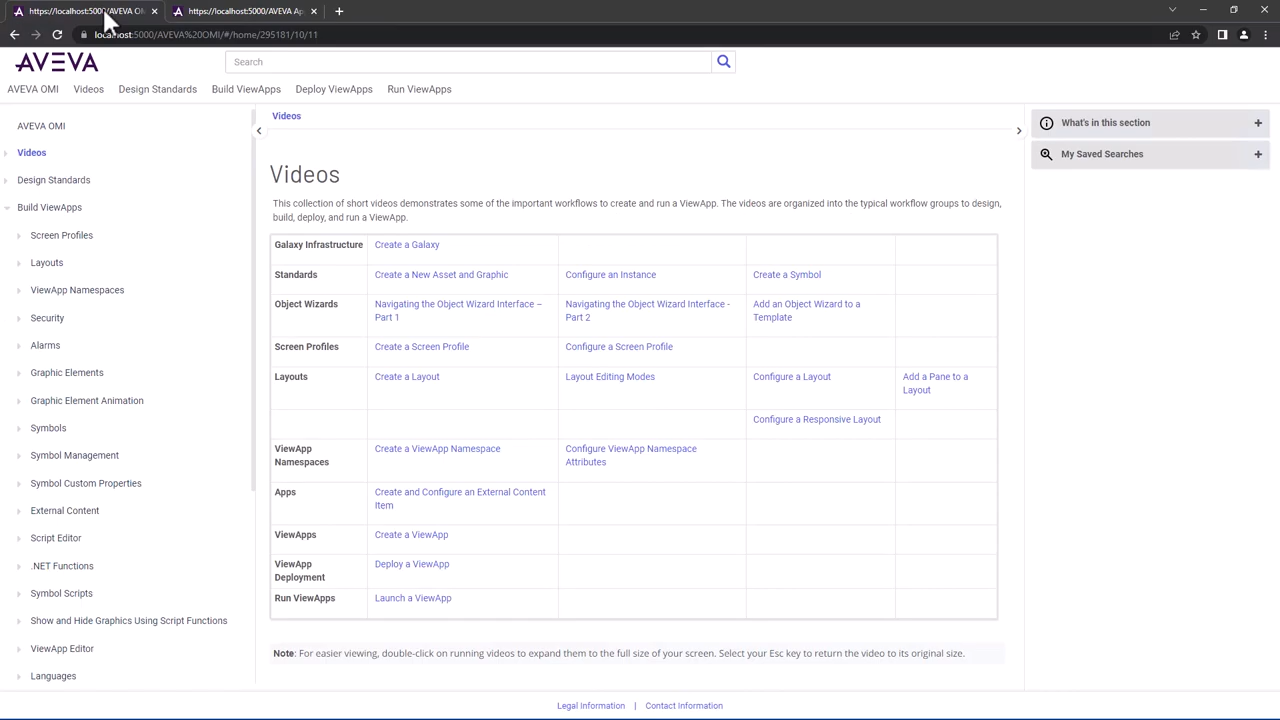 https://localhost:5000/AVEVA
https://localhost:5000/Ap
localhost:5000/AVEVA%20OMI/#/home/295181/10/11
AVEVA
Search
AVEVA OMI Videos Design Standards Build ViewApps Deploy ViewApps Run ViewApps
AVEVA OMI
Videos
Design Standards
Build ViewApps
Screen Profiles
Layouts
ViewApp Namespaces
Security
Alarms
Graphic Elements
Graphic Element Animation
Symbols
Symbol Management
Symbol Custom Properties
External Content
Script Editor
.NET Functions
Symbol Scripts
Show and Hide Graphics Using Script Functions
ViewApp Editor
Languages
Videos
Videos
This collection of short videos demonstrates some of the important workflows to create and run a ViewApp. The videos are organized into the typical workflow groups to design,
build, deploy, and run a ViewApp.
Galaxy Infrastructure Create a Galaxy
Standards Create a New Asset and Graphic Configure an Instance Create a Symbol
Object Wizards Navigating the Object Wizard Interface – Navigating the Object Wizard Interface - Add an Object Wizard to a
Part 1 Part 2 Template
Screen Profiles Create a Screen Profile Configure a Screen Profile
Layouts Create a Layout Layout Editing Modes Configure a Layout Add a Pane to a
Layout
Configure a Responsive Layout
ViewApp Create a ViewApp Namespace Configure ViewApp Namespace
Namespaces Attributes
Apps Create and Configure an External Content
Item
ViewApps Create a ViewApp
ViewApp Deploy a ViewApp
Deployment
Run ViewApps Launch a ViewApp
Note: For easier viewing, double-click on running videos to expand them to the full size of your screen. Select your Esc key to return the video to its original size.
What's in this section
My Saved Searches
Legal Information | Contact Information